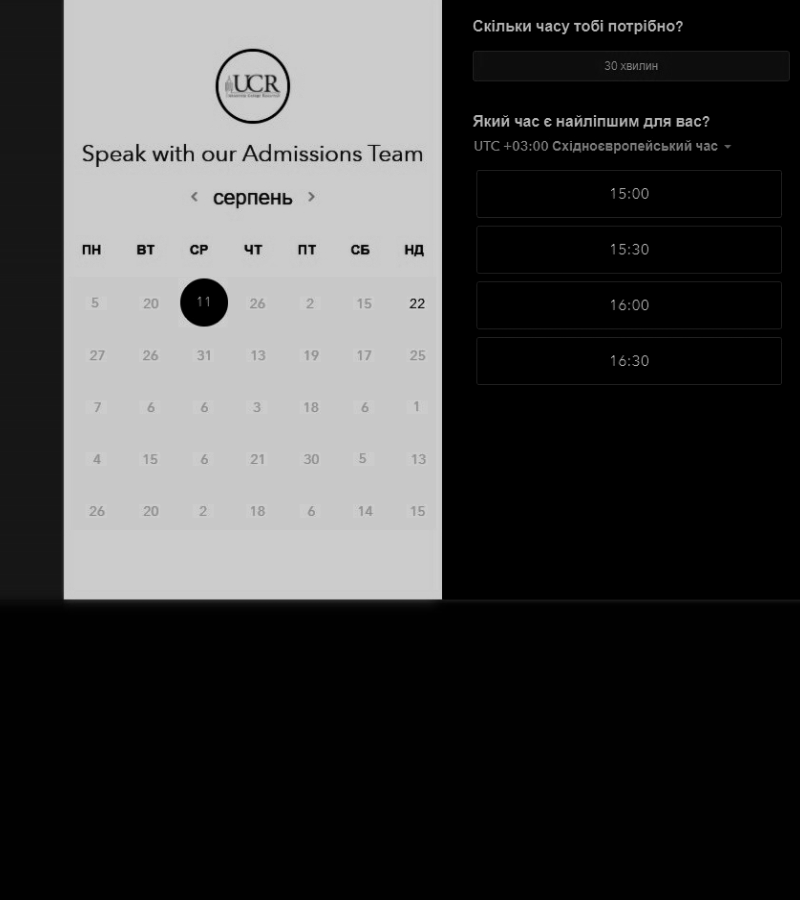 UCR
Speak with our Admissions Team
серпень
ПН ВТ СР ЧТ ПТ СБ НД
5 20 11 26 2 15 22
27 26 31 13 19 17 25
7 6 6 3 18 6 1
4 15 6 21 30 5 13
26 20 2 18 6 14 15
Скільки часу тобі потрібно?
30 хвилин
Який час є найліпшим для вас?
UTC +03:00 Східноєвропейський час
15:00
15:30
16:00
16:30